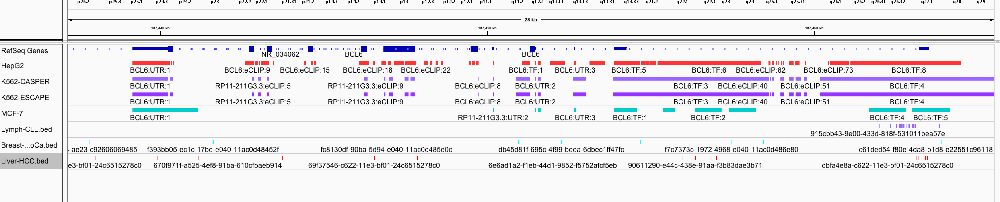 p26.2 p25.3 p25.1 p24.3 p24.2 p23 p22.2 p22.1 p21.31 p21.2 p14.3 p14.2 p14.1 p13 p12.3 p12.2 p12.1 p11.1 q11.2 q12.2 q13.11 q13.13 q13.31 q13.33 q21.2 q22.1 q22.3 q23 q24 q25.1 q25.31 q26.1 q26.2 q26.31 q26.32 q27.1 q28 q29
28 kb
187,440 kb 187,450 kb 187,460 kb
RefSeq Genes
NR_034062 BCL6 BCL6
HepG2
BCL6:UTR:1 BCL6:eCLIP:9 BCL6:eCLIP:15 BCL6:eCLIP:18 BCL6:eCLIP:22 BCL6:TF:1 BCL6:UTR:3 BCL6:TF:5 BCL6:TF:6 BCL6:eCLIP:62 BCL6:eCLIP:73 BCL6:TF:8
K562-CASPER
BCL6:UTR:1 RP11-211G3.3:eCLIP:5 RP11-211G3.3:eCLIP:9 BCL6:eCLIP:8 BCL6:UTR:2 BCL6:TF:3 BCL6:eCLIP:40 BCL6:eCLIP:51 BCL6:TF:4
K562-ESCAPE
BCL6:UTR:1 RP11-211G3.3:eCLIP:5 RP11-211G3.3:eCLIP:9 BCL6:eCLIP:8 BCL6:UTR:2 BCL6:TF:3 BCL6:eCLIP:40 BCL6:eCLIP:51 BCL6:TF:4
MCF-7
BCL6:UTR:1 RP11-211G3.3:UTR:2 BCL6:UTR:3 BCL6:TF:1 BCL6:TF:2 BCL6:TF:4 BCL6:TF:5
Lymph-CLL.bed
915cbb43-9e00-433d-818f-531011bea57e
Breast-...oCa.bed
-ae23-c92606069485 f393bb05-ec1c-17be-e040-11ac0d48452f fc8130df-90ba-5d94-e040-11ac0d485e0c db45d81f-695c-4f99-beea-6dbec1ff47fc f7c7373c-1972-4968-e040-11ac0d486e80 c61ded54-f80e-4da8-b1d8-e22551c96118
Liver-HCC.bed
e3-bf01-24c6515278c0 670f971f-a525-4ef8-91ba-610cfbaeb914 69f37546-c622-11e3-bf01-24c6515278c0 6e6ad1a2-f1eb-44d1-9852-f5752afcf5eb 90611290-e44c-438e-91aa-f3b83dae3b71 dbfa4e8a-c622-11e3-bf01-24c6515278c0